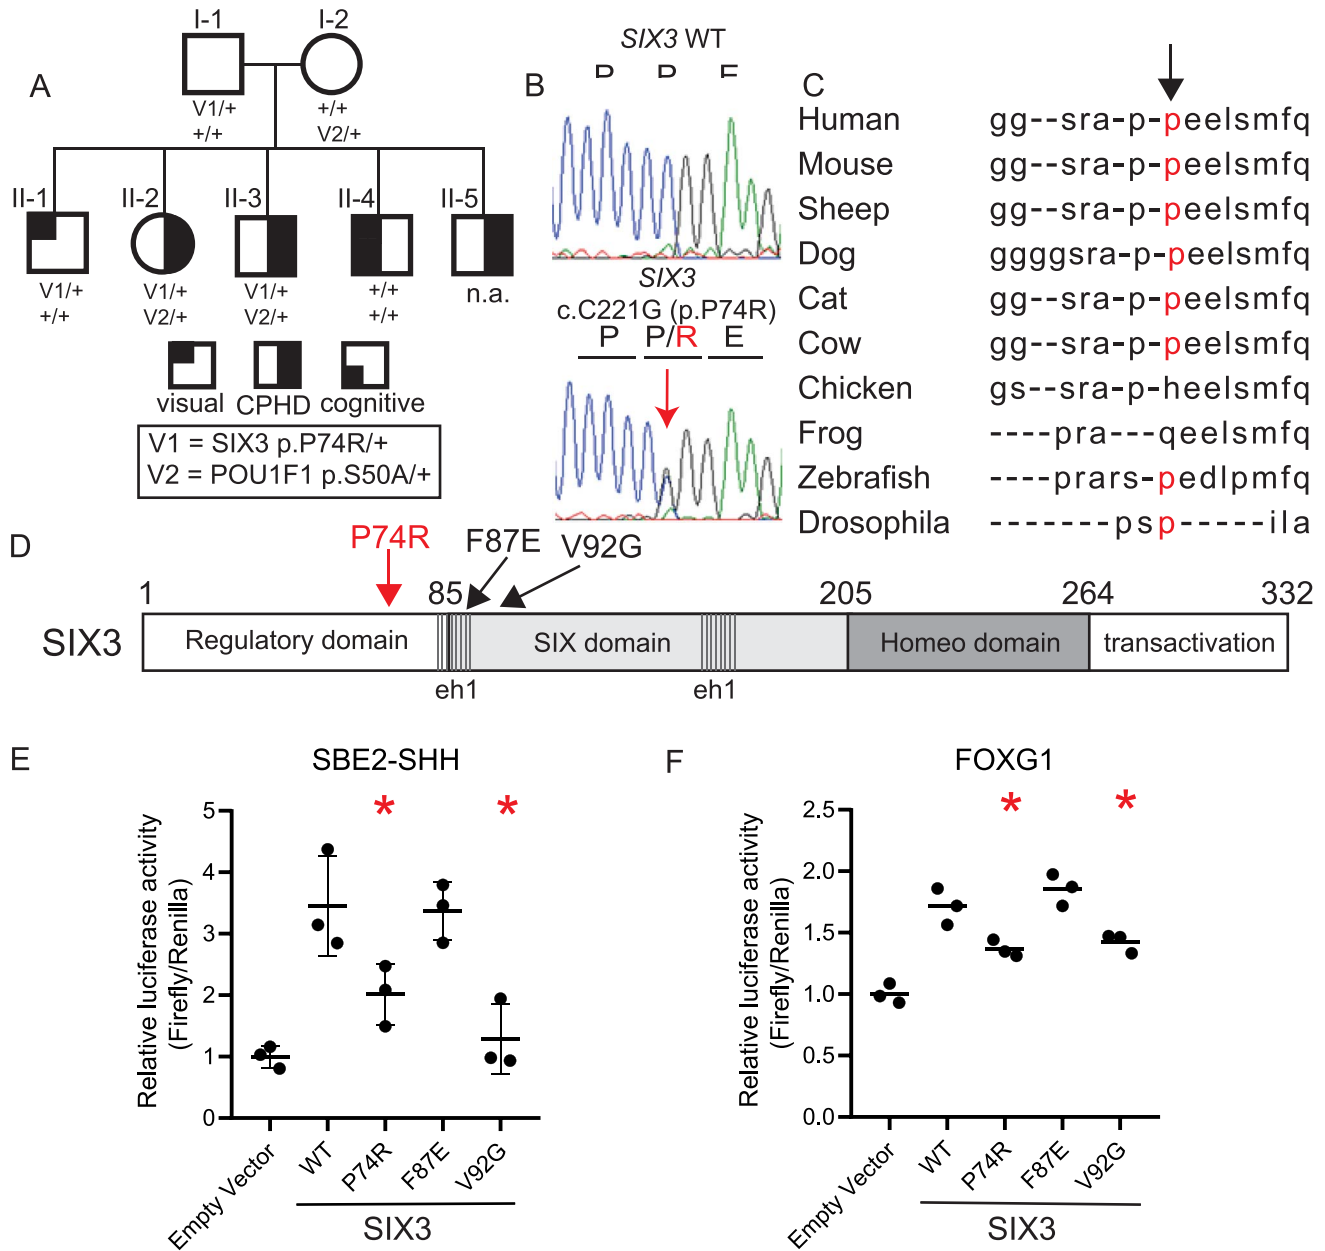 A
I-1 I-2
V1/+ +/+
+/+ V2/+
II-1 II-2 II-3 II-4 II-5
V1/+ V1/+ V1/+ +/+ n.a.
+/+ V2/+ V2/+ +/+
visual CPHD cognitive
V1 = SIX3 p.P74R/+
V2 = POU1F1 p.S50A/+
B
SIX3 WT
SIX3
c.C221G (p.P74R)
P P/R E
C
Human gg--sra-p-peelsmfq
Mouse gg--sra-p-peelsmfq
Sheep gg--sra-p-peelsmfq
Dog ggggsra-p-peelsmfq
Cat gg--sra-p-peelsmfq
Cow gg--sra-p-peelsmfq
Chicken gs--sra-p-heelsmfq
Frog ----pra---qeelsmfq
Zebrafish ----prars-pedlpmfq
Drosophila -------psp-----ila
D
P74R F87E V92G
1 85 205 264 332
SIX3 Regulatory domain SIX domain Homeo domain transactivation
eh1 eh1
E
SBE2-SHH
* *
Relative luciferase activity
(Firefly/Renilla)
5
4
3
2
1
0
Empty Vector WT P74R F87E V92G
SIX3
F
FOXG1
* *
Relative luciferase activity
(Firefly/Renilla)
2.5
2.0
1.5
1.0
0.5
0.0
Empty Vector WT P74R F87E V92G
SIX3